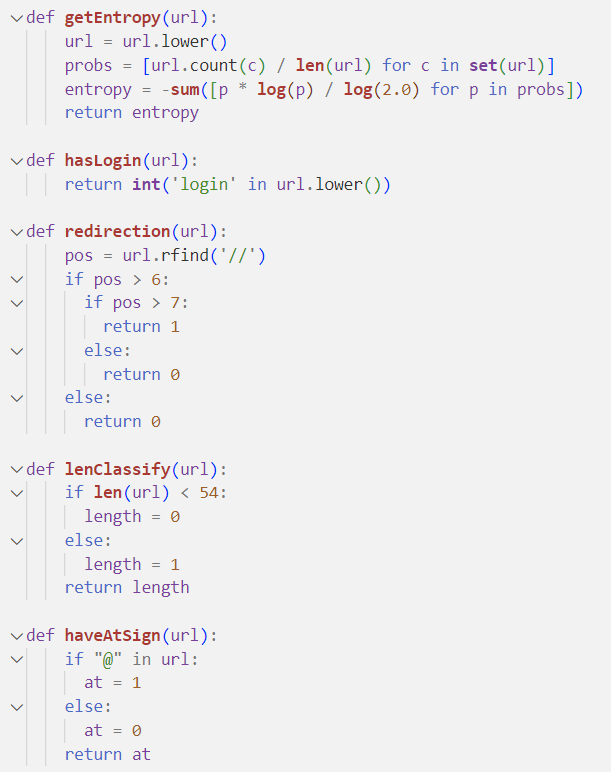 def getEntropy(url):
    url = url.lower()
    probs = [url.count(c) / len(url) for c in set(url)]
    entropy = -sum([p * log(p) / log(2.0) for p in probs])
    return entropy

def hasLogin(url):
    return int('login' in url.lower())

def redirection(url):
    pos = url.rfind('//')
    if pos > 6:
      if pos > 7:
        return 1
      else:
        return 0
    else:
      return 0

def lenClassify(url):
    if len(url) < 54:
      length = 0
    else:
      length = 1
    return length

def haveAtSign(url):
    if "@" in url:
      at = 1
    else:
      at = 0
    return at